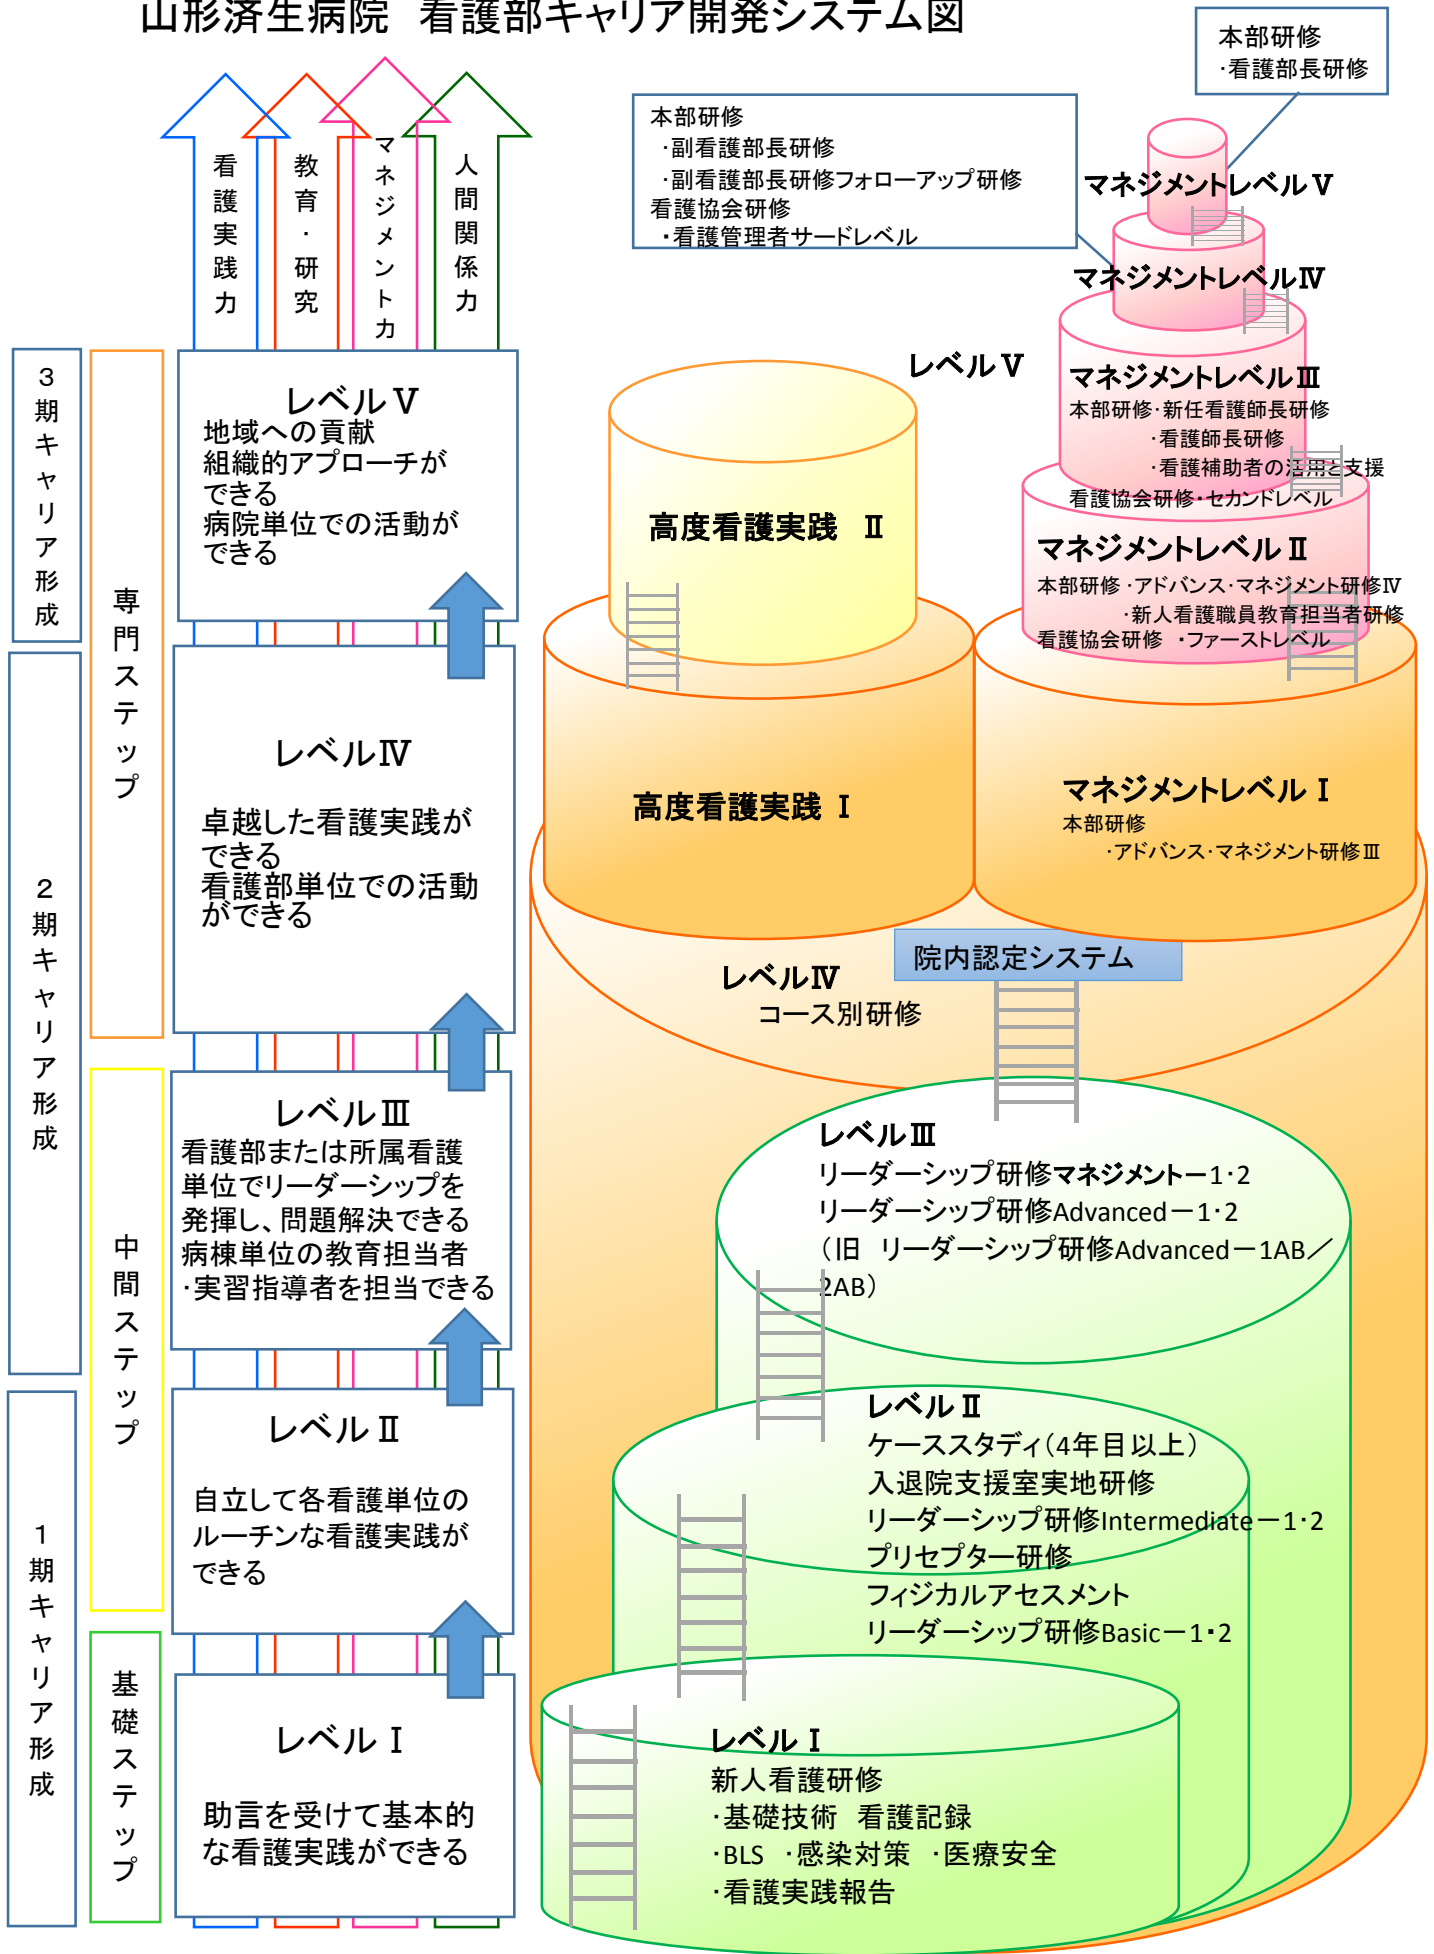 山形済生病院　看護部キャリア開発システム図
看護実践力
教育・研究
マネジメント力
人間関係力
本部研修
・看護部長研修
本部研修
・副看護部長研修
・副看護部長研修フォローアップ研修
看護協会研修
・看護管理者サードレベル
マネジメントレベルⅤ
マネジメントレベルⅣ
レベルⅤ
マネジメントレベルⅢ
本部研修・新任看護師長研修
・看護師長研修
・看護補助者の活用と支援
看護協会研修・セカンドレベル
マネジメントレベルⅡ
本部研修・アドバンス・マネジメント研修Ⅳ
・新人看護職員教育担当者研修
看護協会研修 ・ファーストレベル
高度看護実践　Ⅱ
高度看護実践 Ⅰ
マネジメントレベルⅠ
本部研修
・アドバンス・マネジメント研修Ⅲ
院内認定システム
レベルⅣ
コース別研修
レベルⅢ
リーダーシップ研修マネジメントー1・2
リーダーシップ研修Advanced－1・2
（旧　リーダーシップ研修Advanced－1AB／
2AB）
レベルⅡ
ケーススタディ（4年目以上）
入退院支援室実地研修
リーダーシップ研修Intermediate－1・2
プリセプター研修
フィジカルアセスメント
リーダーシップ研修Basic－1・2
レベルⅠ
新人看護研修
・基礎技術　看護記録
・BLS　・感染対策　・医療安全
・看護実践報告
3期キャリア形成
2期キャリア形成
1期キャリア形成
専門ステップ
中間ステップ
基礎ステップ
レベルⅤ
地域への貢献
組織的アプローチが
できる
病院単位での活動が
できる
レベルⅣ
卓越した看護実践が
できる
看護部単位での活動
ができる
レベルⅢ
看護部または所属看護
単位でリーダーシップを
発揮し、問題解決できる
病棟単位の教育担当者
・実習指導者を担当できる
レベルⅡ
自立して各看護単位の
ルーチンな看護実践が
できる
レベルⅠ
助言を受けて基本的
な看護実践ができる